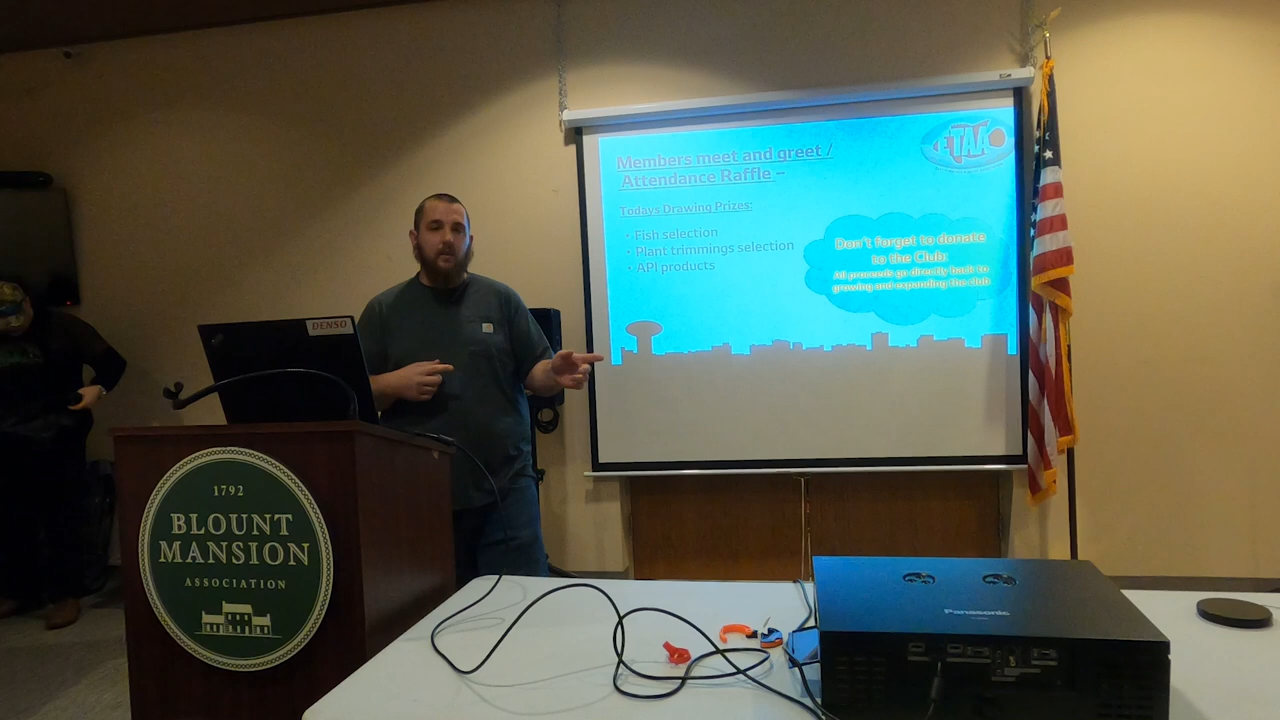 Members meet and greet /
Attendance Raffle –
Todays Drawing Prizes:
• Fish selection
• Plant trimmings selection
• API products
Don't forget to donate
to the Club:
All proceeds go directly back to
growing and expanding the club
ETAA
DENSO
1792
BLOUNT
MANSION
ASSOCIATION
Panasonic